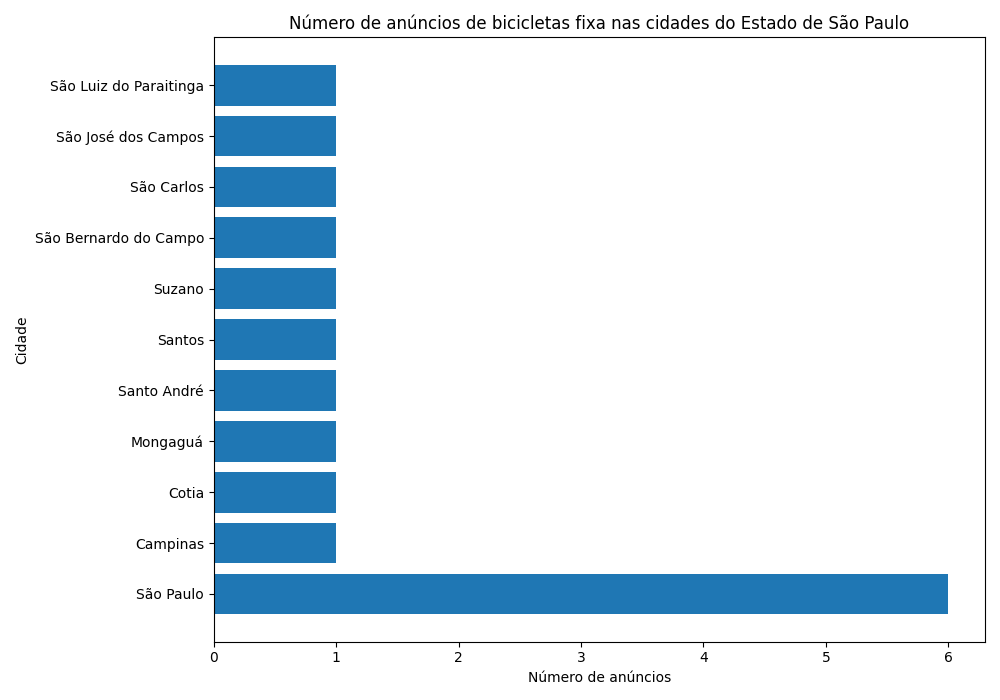 Número de anúncios de bicicletas fixa nas cidades do Estado de São Paulo
São Luiz do Paraitinga
São José dos Campos
São Carlos
São Bernardo do Campo
Suzano
Santos
Santo André
Mongaguá
Cotia
Campinas
São Paulo
Cidade
0 1 2 3 4 5 6
Número de anúncios